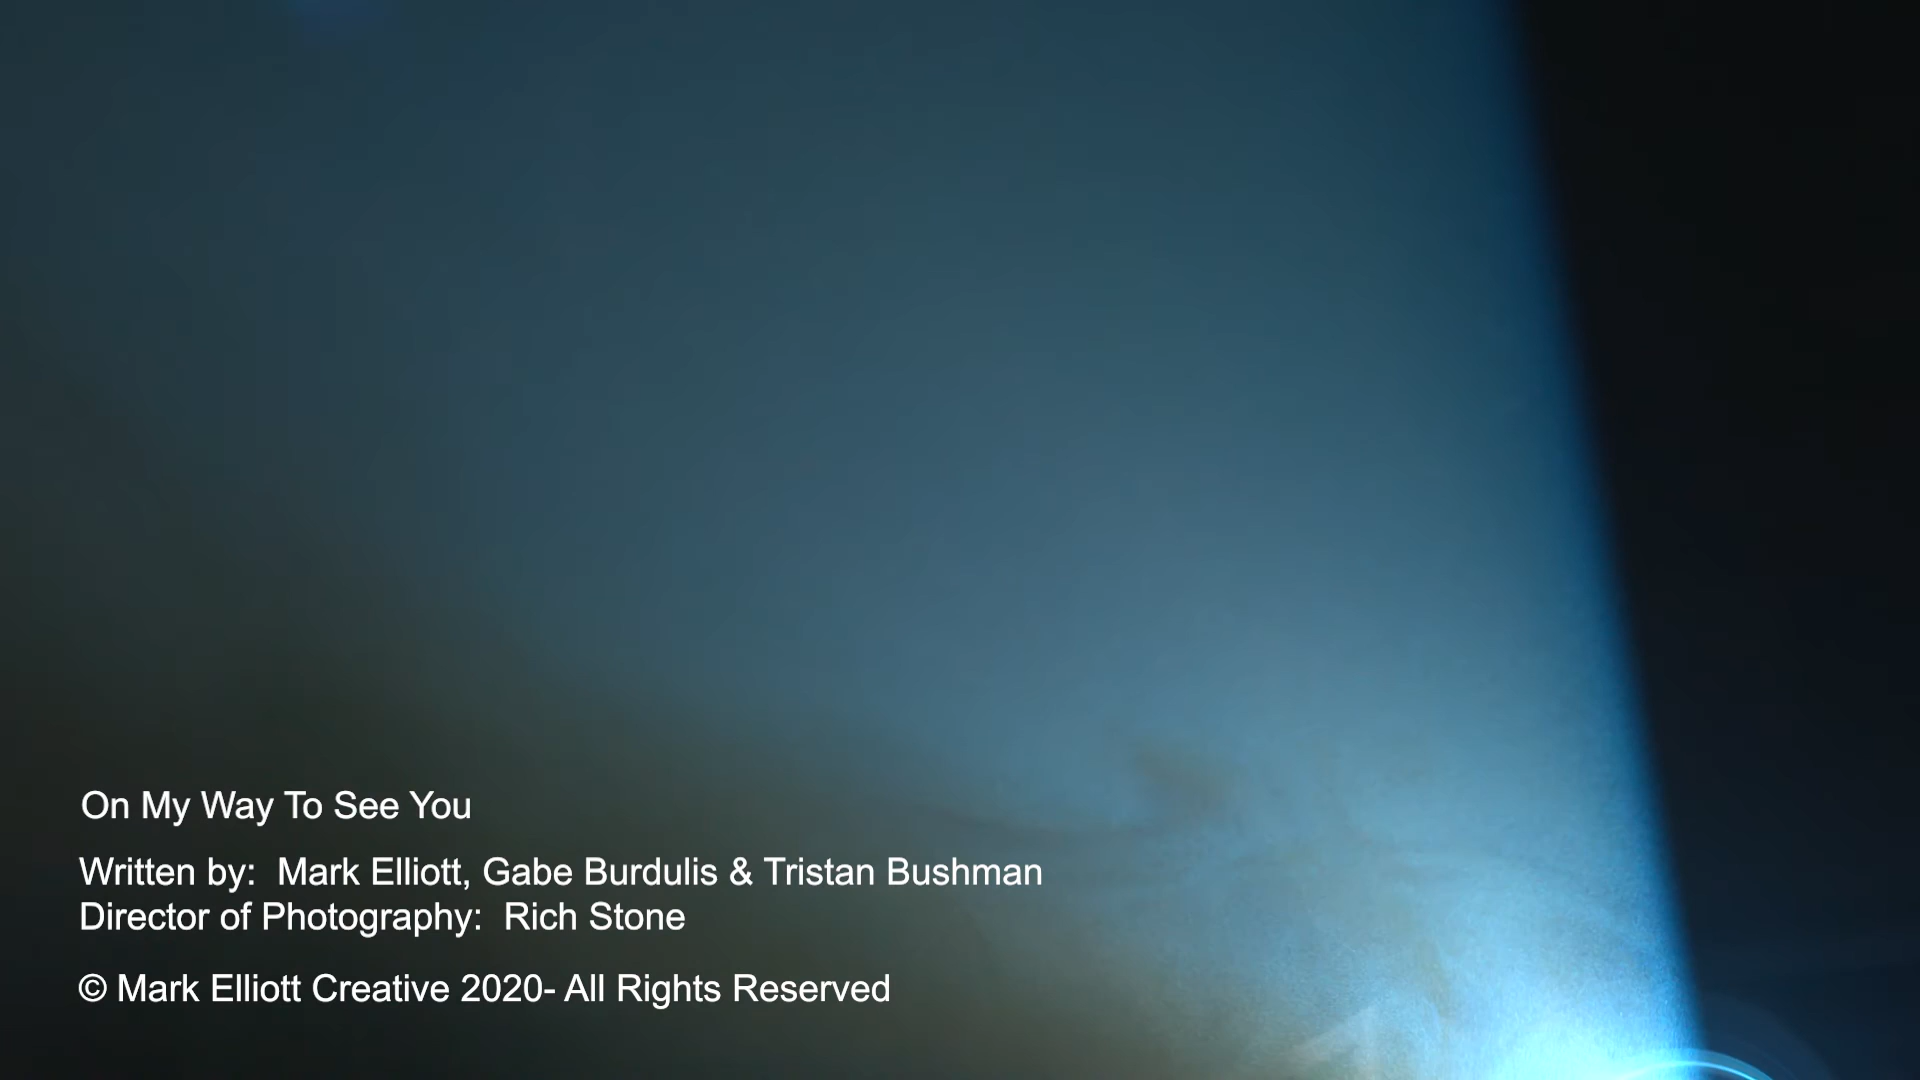 On My Way To See You
Written by:  Mark Elliott, Gabe Burdulis & Tristan Bushman
Director of Photography:  Rich Stone
© Mark Elliott Creative 2020- All Rights Reserved